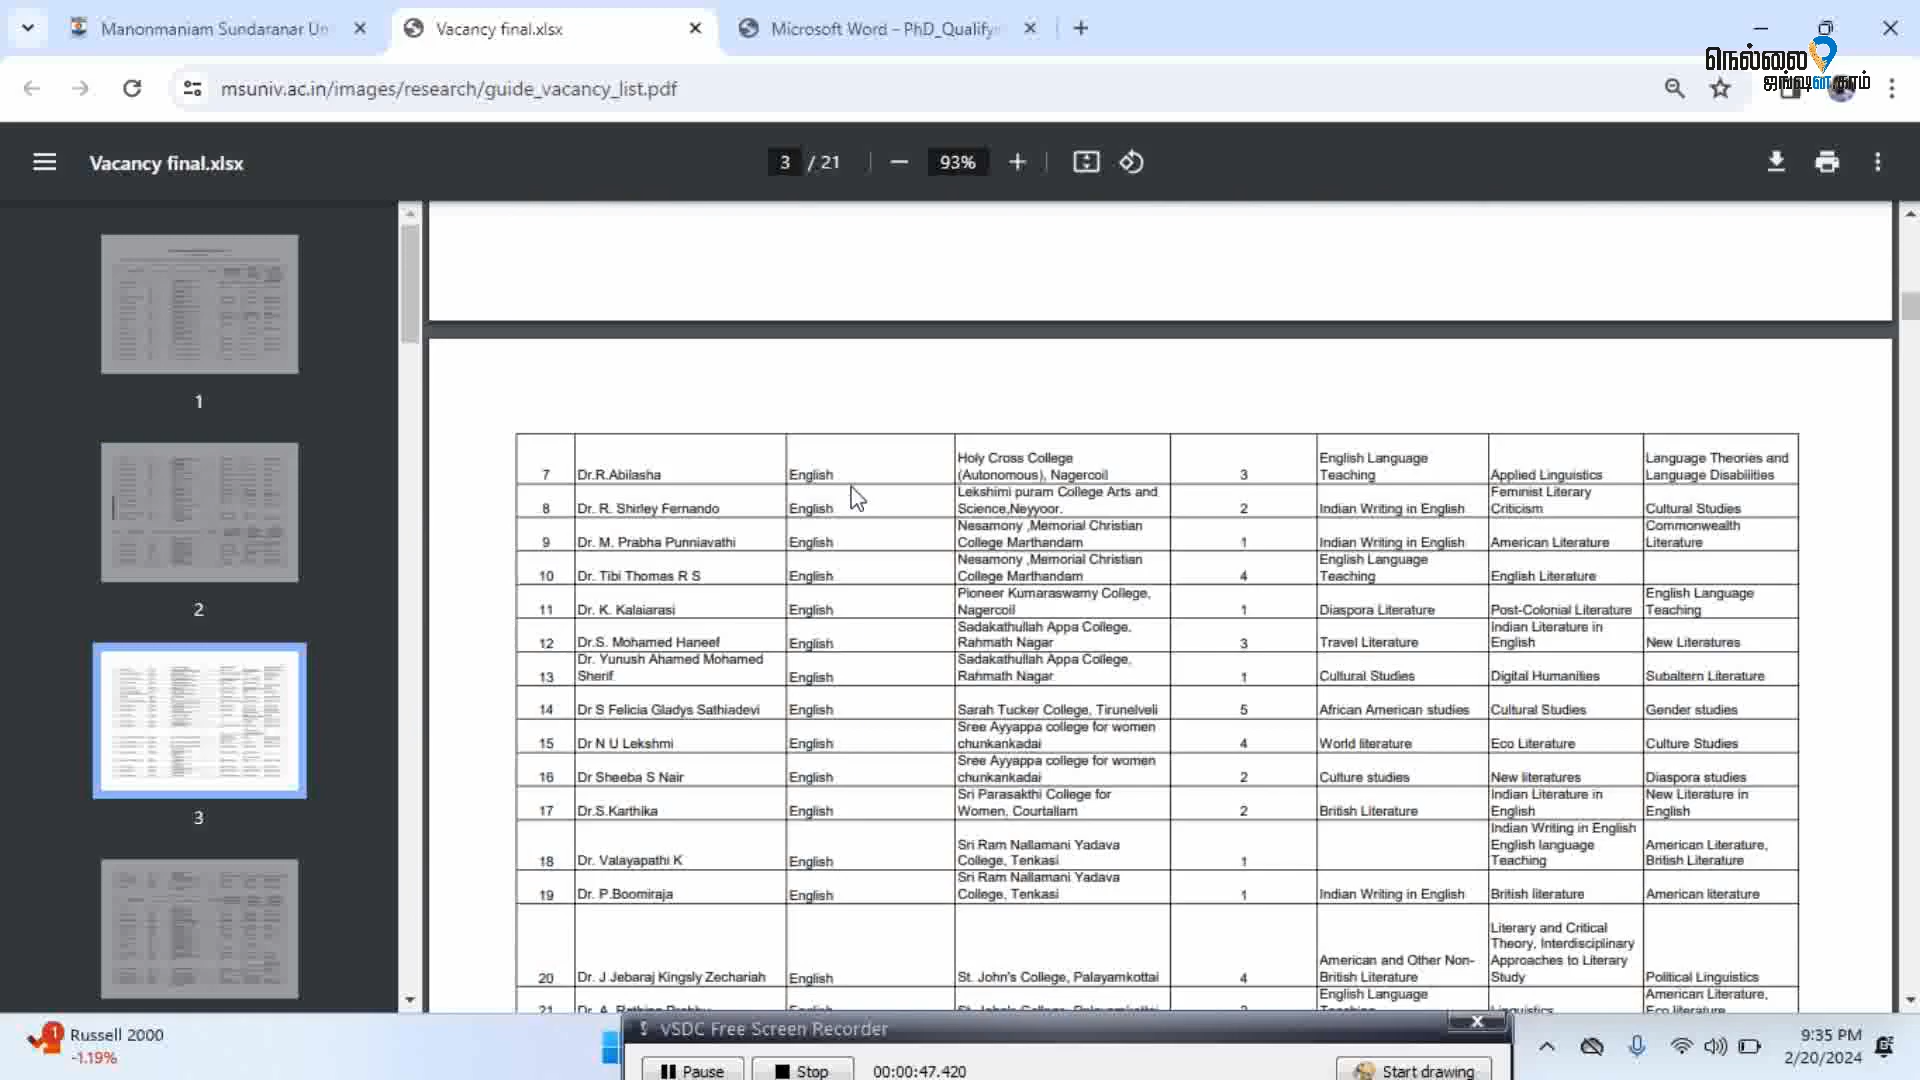 Manonmaniam Sundaranar Un
Vacancy final.xlsx
Microsoft Word - PhD_Qualify
நெல்லை
ஜங்ஷன்.காம்
msuniv.ac.in/images/research/guide_vacancy_list.pdf
Vacancy final.xlsx
3 / 21
93%
1
2
3
7 Dr.R.Abilasha English Holy Cross College (Autonomous), Nagercoil 3 English Language Teaching Applied Linguistics Language Theories and Language Disabilities
8 Dr. R. Shirley Fernando English Lekshimi puram College Arts and Science,Neyyoor. 2 Indian Writing in English Feminist Literary Criticism Cultural Studies
9 Dr. M. Prabha Punniavathi English Nesamony ,Memorial Christian College Marthandam 1 Indian Writing in English American Literature Commonwealth Literature
10 Dr. Tibi Thomas R S English Nesamony ,Memorial Christian College Marthandam 4 English Language Teaching English Literature
11 Dr. K. Kalaiarasi English Pioneer Kumaraswamy College, Nagercoil 1 Diaspora Literature Post-Colonial Literature English Language Teaching
12 Dr.S. Mohamed Haneef English Sadakathullah Appa College, Rahmath Nagar 3 Travel Literature Indian Literature in English New Literatures
13 Dr. Yunush Ahamed Mohamed Sherif English Sadakathullah Appa College, Rahmath Nagar 1 Cultural Studies Digital Humanities Subaltern Literature
14 Dr S Felicia Gladys Sathiadevi English Sarah Tucker College, Tirunelveli 5 African American studies Cultural Studies Gender studies
15 Dr N U Lekshmi English Sree Ayyappa college for women chunkankadai 4 World literature Eco Literature Culture Studies
16 Dr Sheeba S Nair English Sree Ayyappa college for women chunkankadai 2 Culture studies New literatures Diaspora studies
17 Dr.S.Karthika English Sri Parasakthi College for Women, Courtallam 2 British Literature Indian Literature in English New Literature in English
18 Dr. Valayapathi K English Sri Ram Nallamani Yadava College, Tenkasi 1 Indian Writing in English English language Teaching American Literature, British Literature
19 Dr. P.Boomiraja English Sri Ram Nallamani Yadava College, Tenkasi 1 Indian Writing in English British literature American literature
20 Dr. J Jebaraj Kingsly Zechariah English St. John's College, Palayamkottai 4 American and Other Non-British Literature Literary and Critical Theory, Interdisciplinary Approaches to Literary Study Political Linguistics
21 English Language American Literature,
VSDC Free Screen Recorder
Pause Stop 00:00:47.420 Start drawing
Russell 2000
-1.19%
9:35 PM
2/20/2024